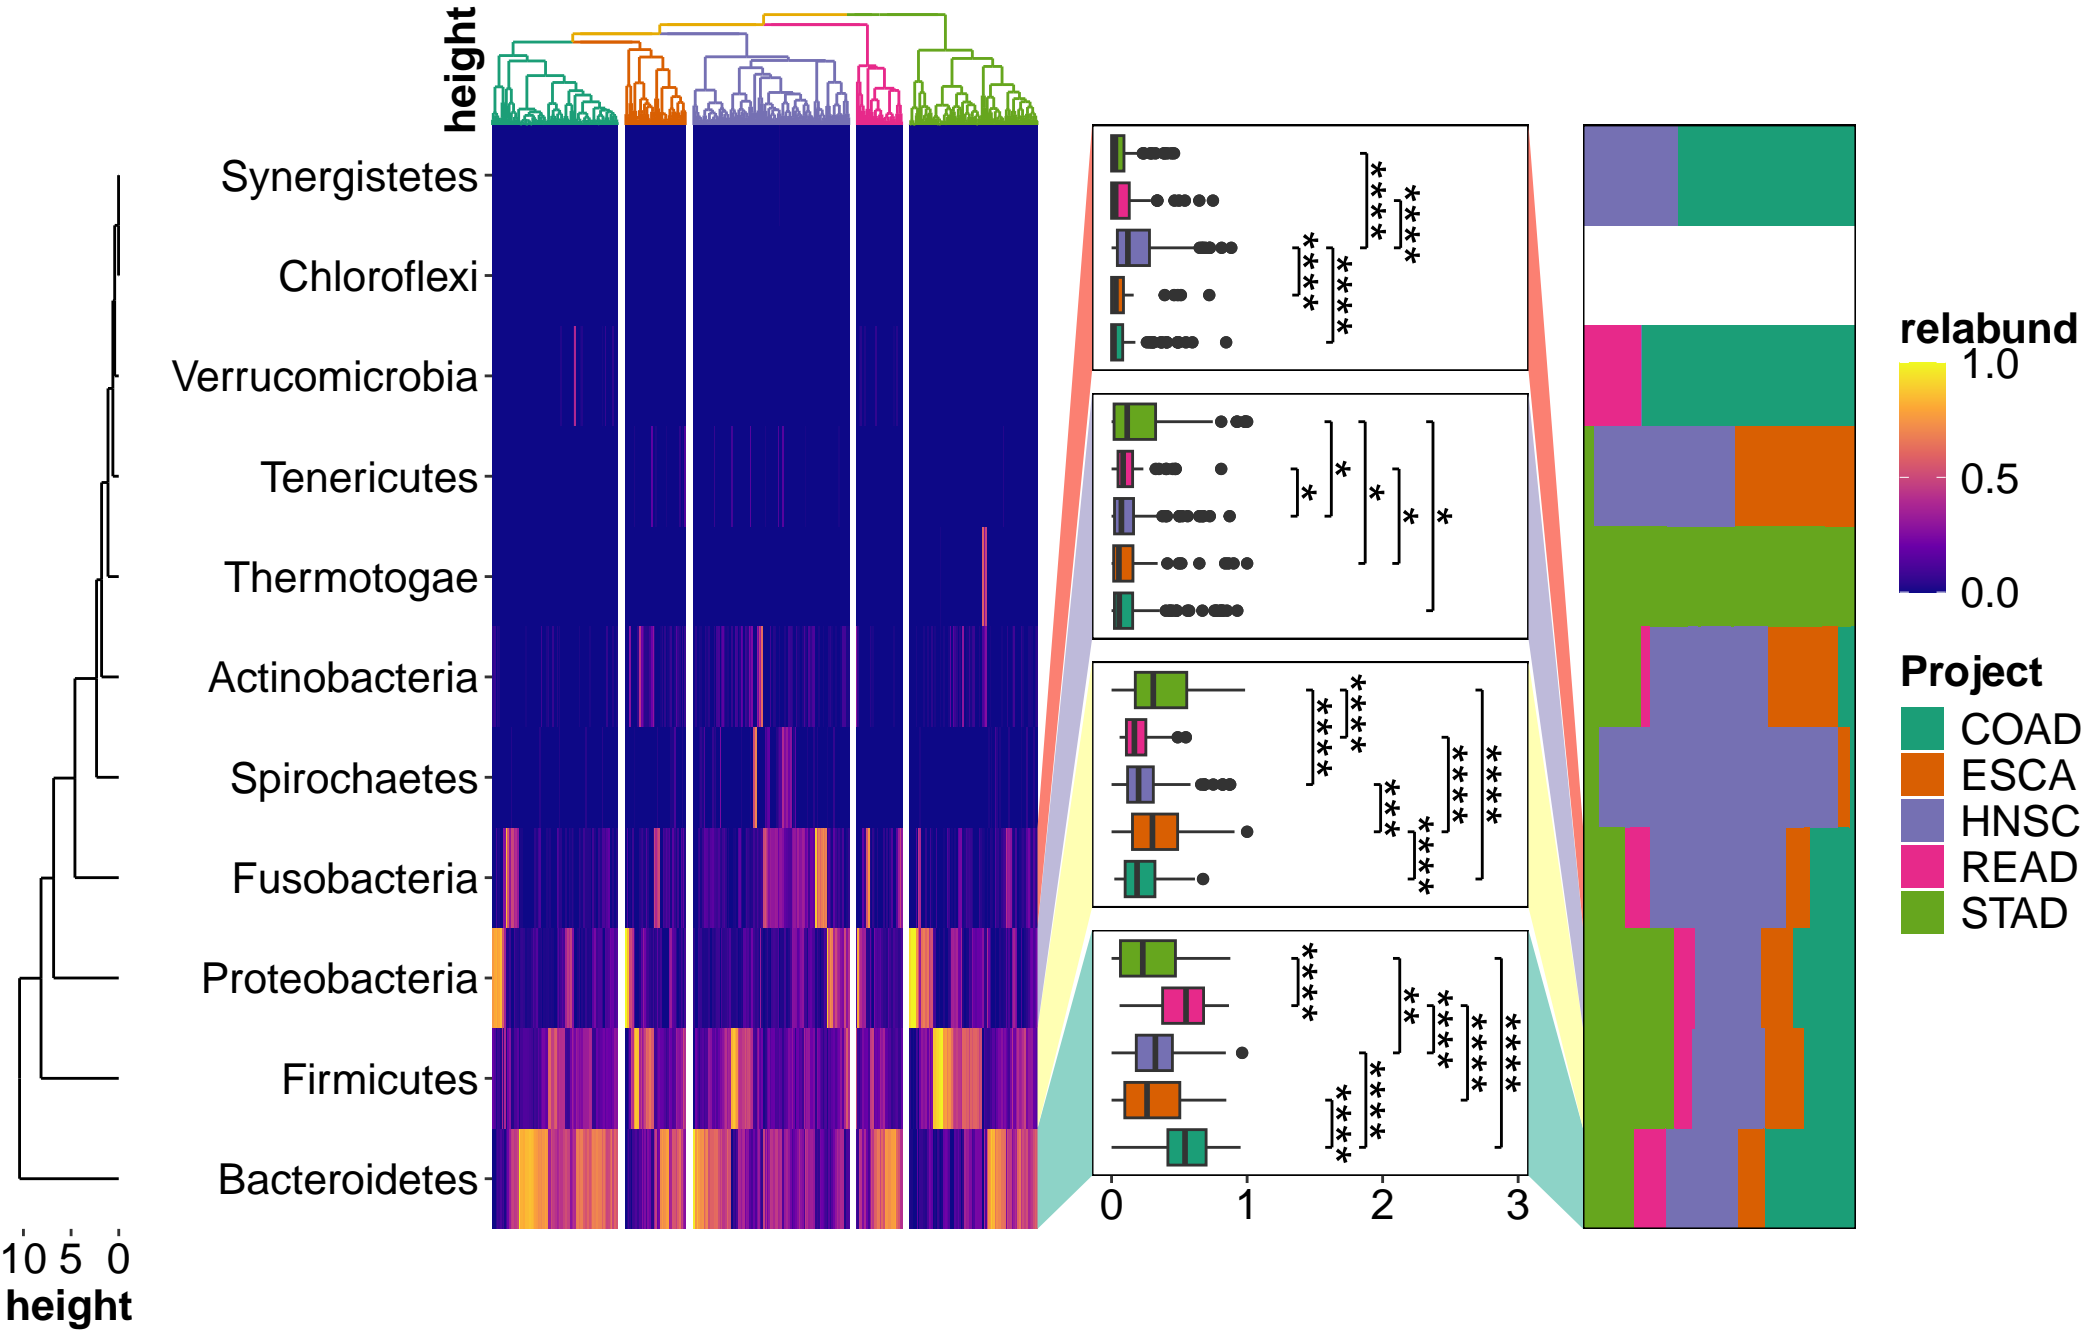 height
Synergistetes
Chloroflexi
Verrucomicrobia
Tenericutes
Thermotogae
Actinobacteria
Spirochaetes
Fusobacteria
Proteobacteria
Firmicutes
Bacteroidetes
10 5 0
height
****
****
****
****
*
*
*
*
*
****
****
***
****
****
****
****
****
****
**
****
****
****
0 1 2 3
relabund
1.0
0.5
0.0
Project
COAD
ESCA
HNSC
READ
STAD